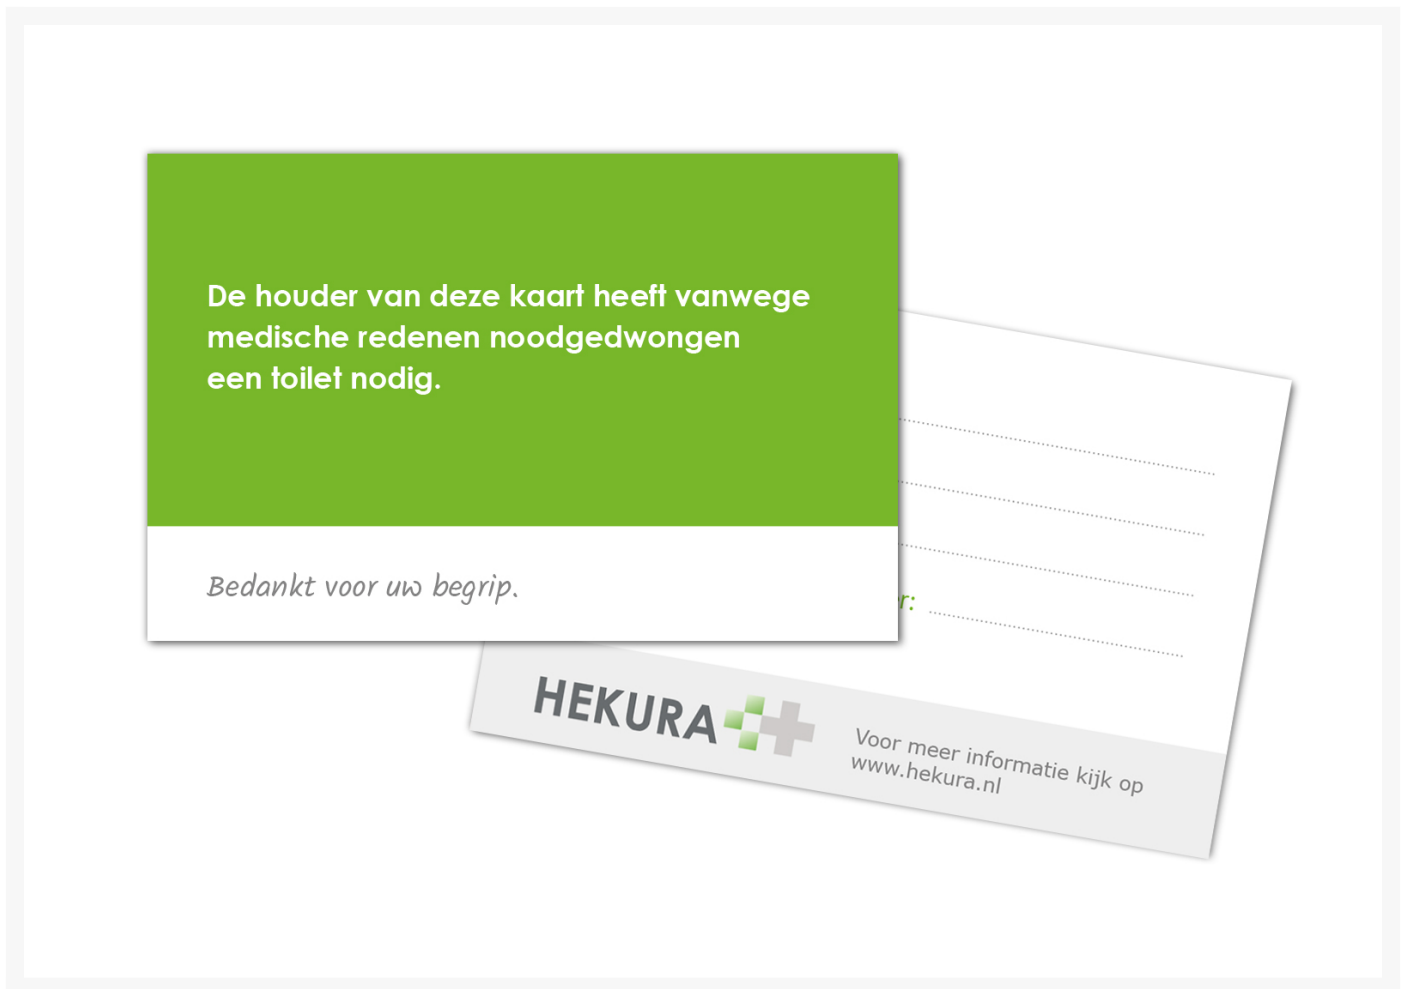 De houder van deze kaart heeft vanwege
medische redenen noodgedwongen
een toilet nodig.
Bedankt voor uw begrip.
HEKURA
Voor meer informatie kijk op
www.hekura.nl